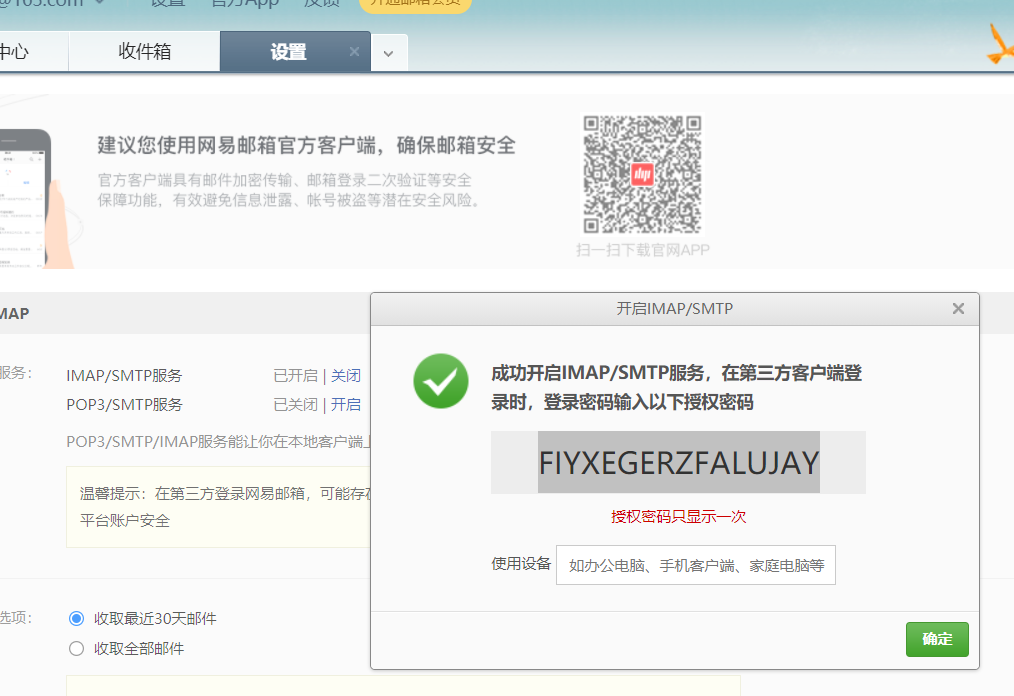 @163.com
设置
官方App
反馈
开通邮箱会员
中心
收件箱
设置
建议您使用网易邮箱官方客户端，确保邮箱安全
官方客户端具有邮件加密传输、邮箱登录二次验证等安全
保障功能，有效避免信息泄露、帐号被盗等潜在安全风险。
扫一扫下载官网APP
MAP
开启IMAP/SMTP
服务：
IMAP/SMTP服务
已开启 | 关闭
POP3/SMTP服务
已关闭 | 开启
POP3/SMTP/IMAP服务能让你在本地客户端上
温馨提示：在第三方登录网易邮箱，可能存在
平台账户安全
成功开启IMAP/SMTP服务，在第三方客户端登
录时，登录密码输入以下授权密码
FIYXEGERZFALUJAY
授权密码只显示一次
使用设备
如办公电脑、手机客户端、家庭电脑等
选项：
收取最近30天邮件
收取全部邮件
确定